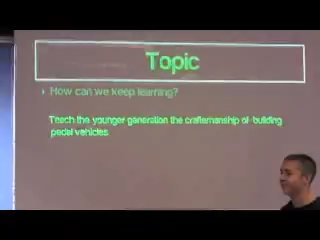 Topic
How can we keep learning?
Teach the younger generation the craftsmanship of building
pedal vehicles